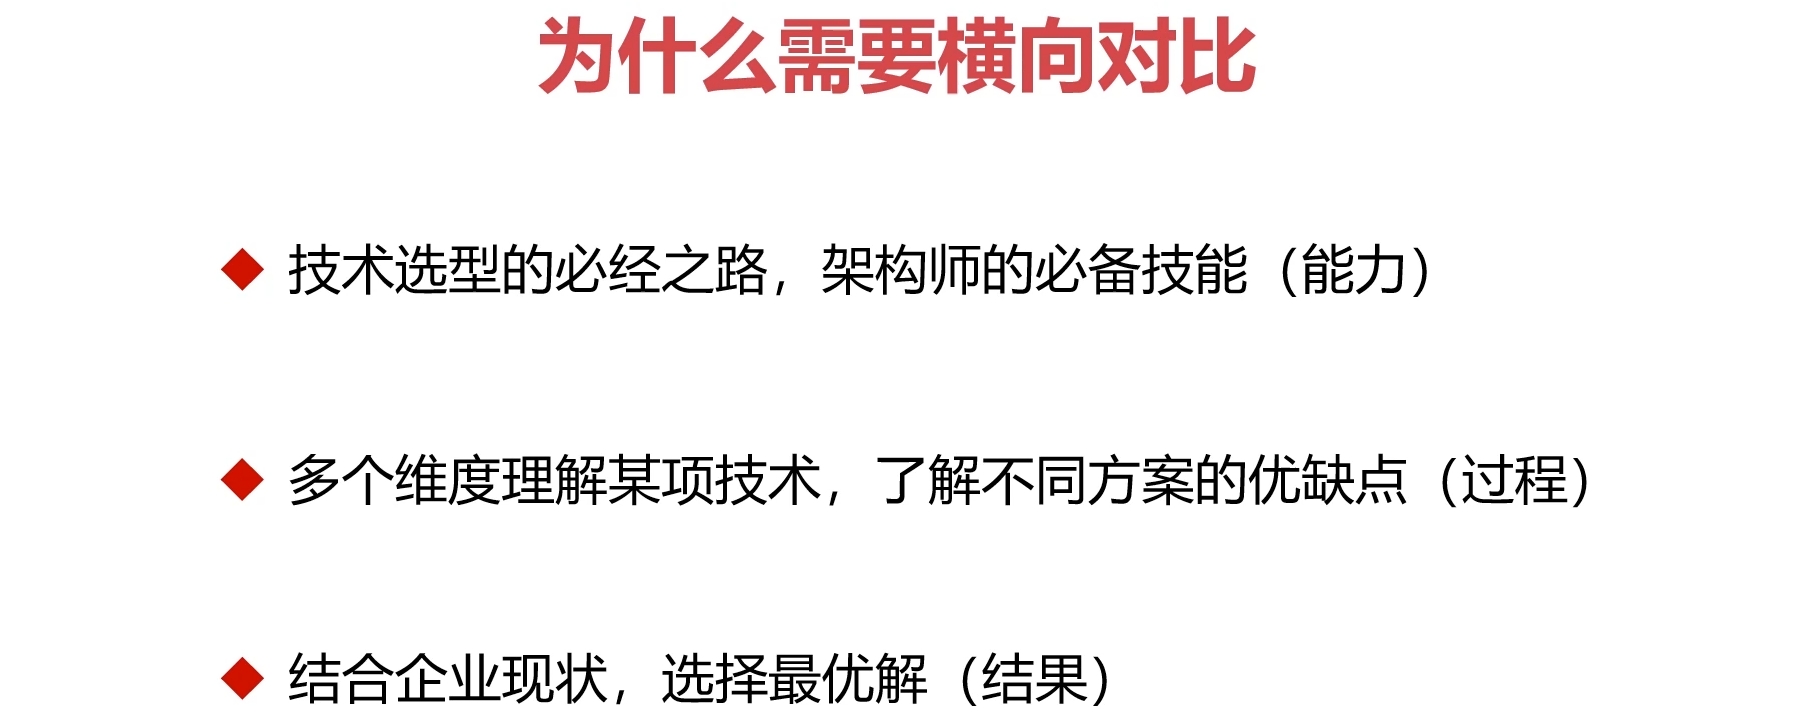 为什么需要横向对比
技术选型的必经之路，架构师的必备技能（能力）
多个维度理解某项技术，了解不同方案的优缺点（过程）
结合企业现状，选择最优解（结果）